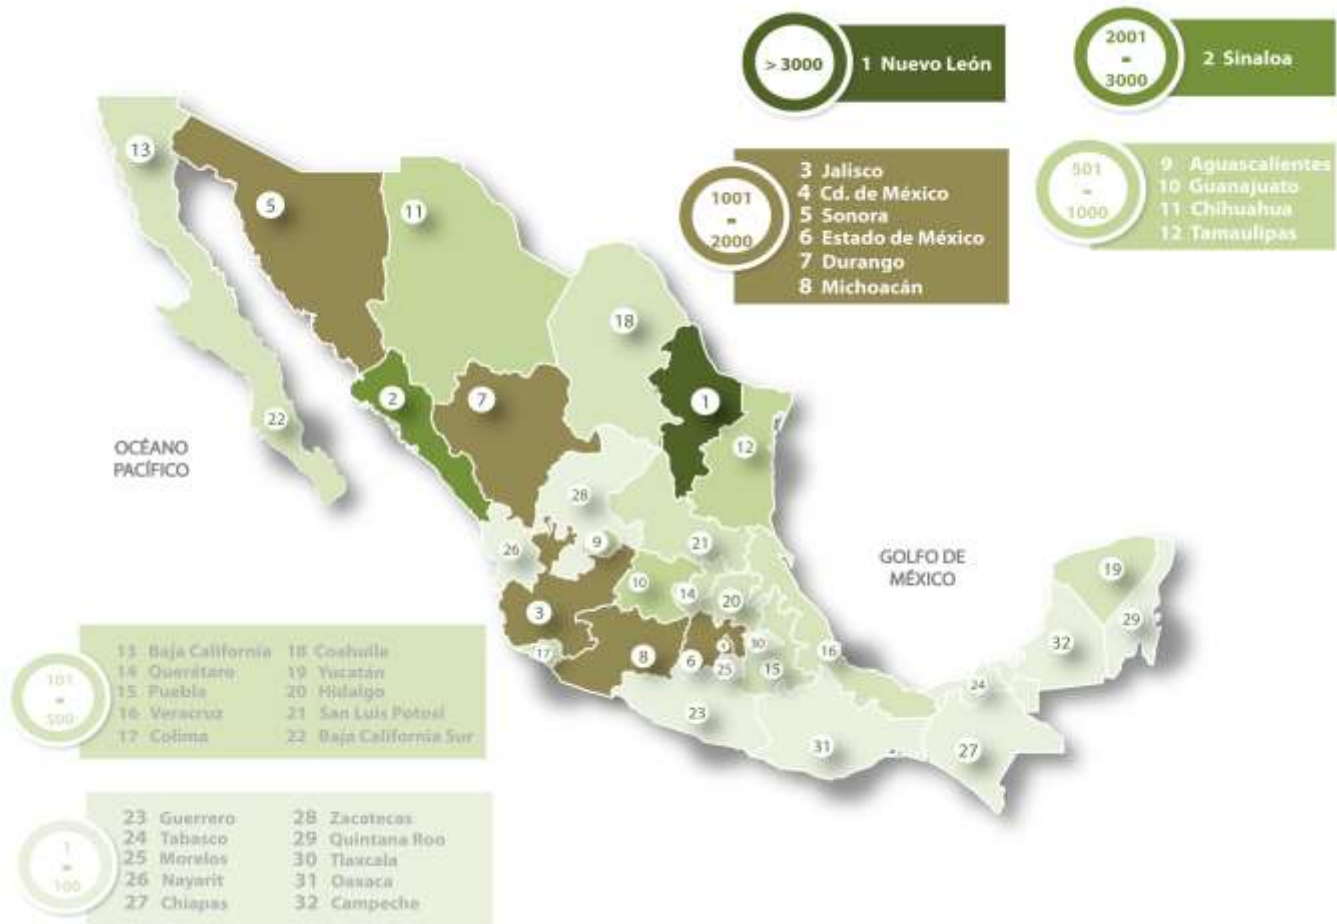 > 3000
1 Nuevo León
2001
-
3000
2 Sinaloa
1001
-
2000
3 Jalisco
4 Cd. de México
5 Sonora
6 Estado de México
7 Durango
8 Michoacán
501
-
1000
9 Aguascalientes
10 Guanajuato
11 Chihuahua
12 Tamaulipas
13
5
11
18
2
7
1
22
12
OCÉANO
PACÍFICO
28
26
9
21
GOLFO DE
MÉXICO
19
10
14
20
3
29
32
17
8
6
4
30
25
15
16
24
23
31
27
101
-
500
13 Baja California
14 Querétaro
15 Puebla
16 Veracruz
17 Colima
18 Coahuila
19 Yucatán
20 Hidalgo
21 San Luis Potosí
22 Baja California Sur
1
-
100
23 Guerrero
24 Tabasco
25 Morelos
26 Nayarit
27 Chiapas
28 Zacatecas
29 Quintana Roo
30 Tlaxcala
31 Oaxaca
32 Campeche